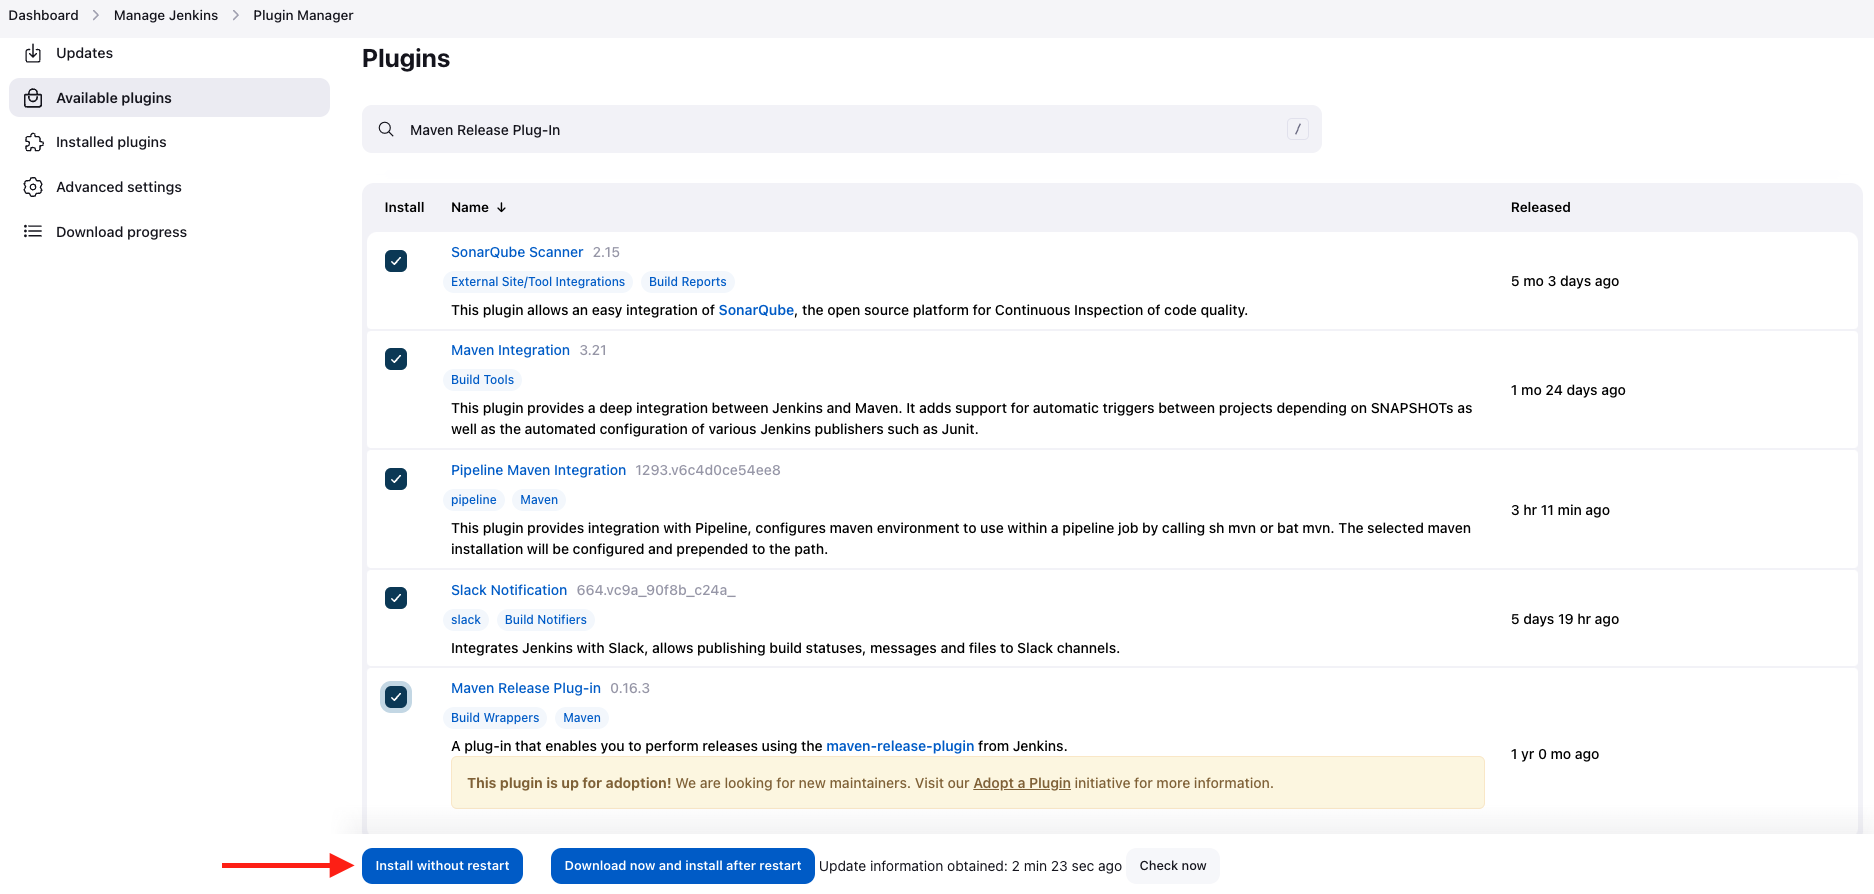 Dashboard > Manage Jenkins > Plugin Manager
Updates
Available plugins
Installed plugins
Advanced settings
Download progress
Plugins
Maven Release Plug-In /
Install Name ↓ Released
SonarQube Scanner 2.15
External Site/Tool Integrations Build Reports
5 mo 3 days ago
This plugin allows an easy integration of SonarQube, the open source platform for Continuous Inspection of code quality.
Maven Integration 3.21
Build Tools
1 mo 24 days ago
This plugin provides a deep integration between Jenkins and Maven. It adds support for automatic triggers between projects depending on SNAPSHOTs as
well as the automated configuration of various Jenkins publishers such as Junit.
Pipeline Maven Integration 1293.v6c4d0ce54ee8
pipeline Maven
3 hr 11 min ago
This plugin provides integration with Pipeline, configures maven environment to use within a pipeline job by calling sh mvn or bat mvn. The selected maven
installation will be configured and prepended to the path.
Slack Notification 664.vc9a_90f8b_c24a_
slack Build Notifiers
5 days 19 hr ago
Integrates Jenkins with Slack, allows publishing build statuses, messages and files to Slack channels.
Maven Release Plug-in 0.16.3
Build Wrappers Maven
A plug-in that enables you to perform releases using the maven-release-plugin from Jenkins.
1 yr 0 mo ago
This plugin is up for adoption! We are looking for new maintainers. Visit our Adopt a Plugin initiative for more information.
Install without restart Download now and install after restart Update information obtained: 2 min 23 sec ago Check now